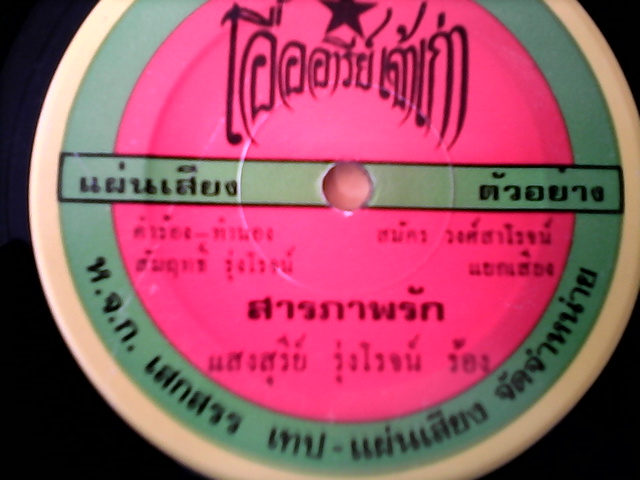 เอื้ออารีย์เจ้าเก่า
แผ่นเสียง ตัวอย่าง
คำร้อง-ทำนอง สมัคร วงศ์สาโรจน์
สัมฤทธิ์ รุ่งโรจน์ แยกเสียง
สารภาพรัก
แสงสุรีย์ รุ่งโรจน์ ร้อง
ห.จ.ก. เสกสรร เทป-แผ่นเสียง จัดจำหน่าย